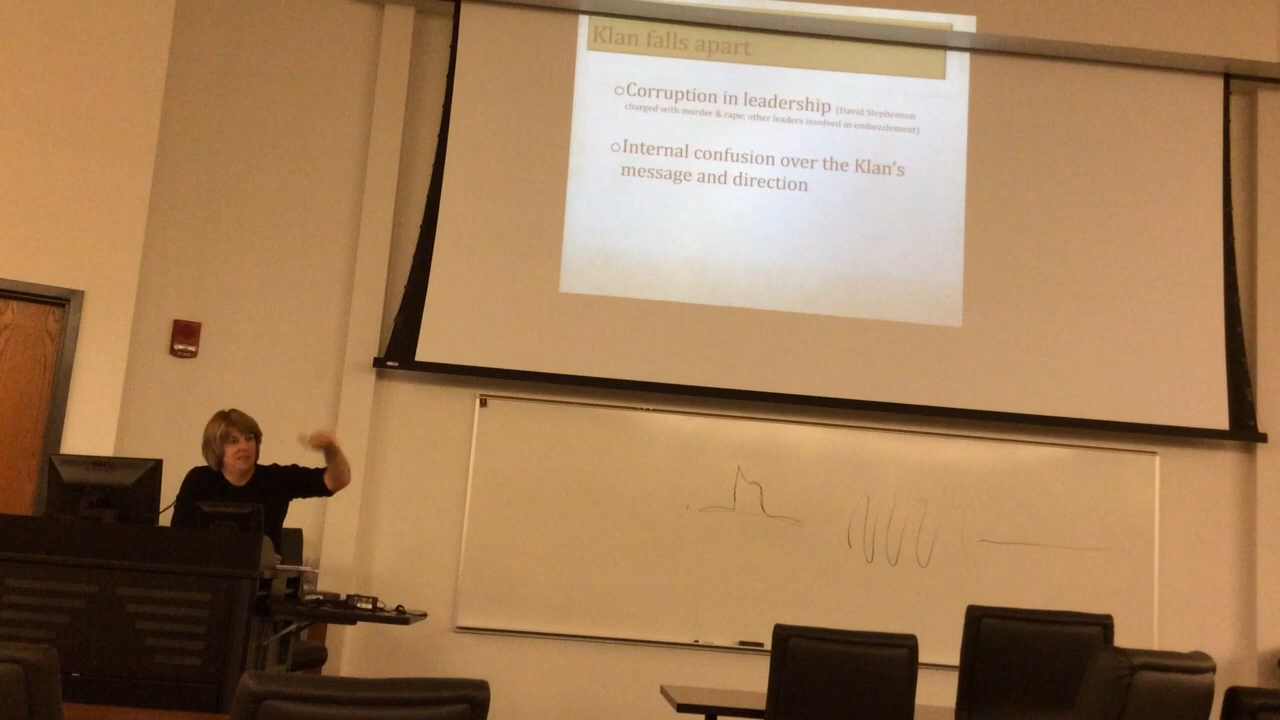 Klan falls apart
○Corruption in leadership (David Stephenson
charged with murder & rape; other leaders involved in embezzlement)
○Internal confusion over the Klan's
message and direction
DELL